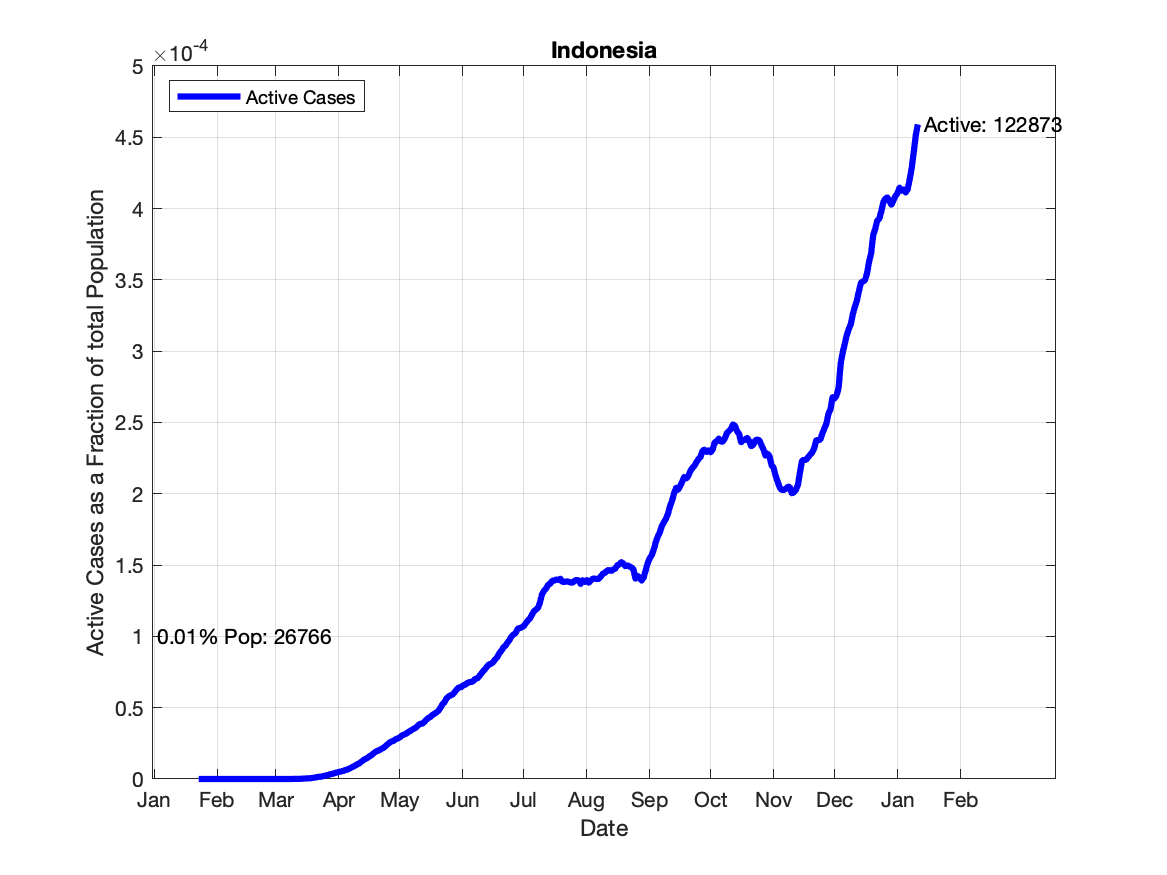 Indonesia
×10-4
Active Cases
Active: 122873
0.01% Pop: 26766
5
4.5
4
3.5
3
2.5
2
1.5
1
0.5
0
Active Cases as a Fraction of total Population
Jan Feb Mar Apr May Jun Jul Aug Sep Oct Nov Dec Jan Feb
Date